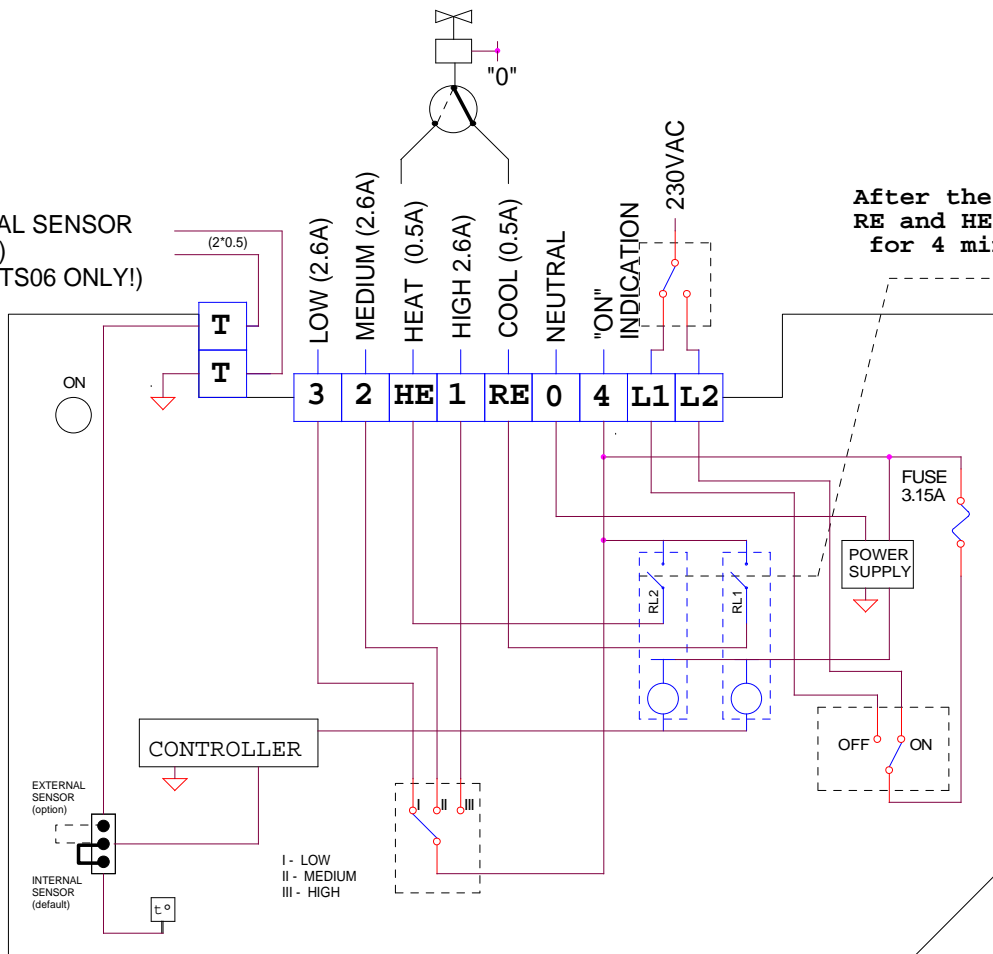 "0"
AL SENSOR
)
TS06 ONLY!)
(2*0.5)
LOW (2.6A)
MEDIUM (2.6A)
HEAT (0.5A)
HIGH 2.6A)
COOL (0.5A)
NEUTRAL
"ON"
INDICATION
230VAC
After the
RE and HE
for 4 mi
T
T
ON
3 2 HE 1 RE 0 4 L1 L2
FUSE
3.15A
POWER
SUPPLY
RL2
RL1
CONTROLLER
OFF ON
EXTERNAL
SENSOR
(option)
I II III
I - LOW
II - MEDIUM
III - HIGH
INTERNAL
SENSOR
(default)
t°